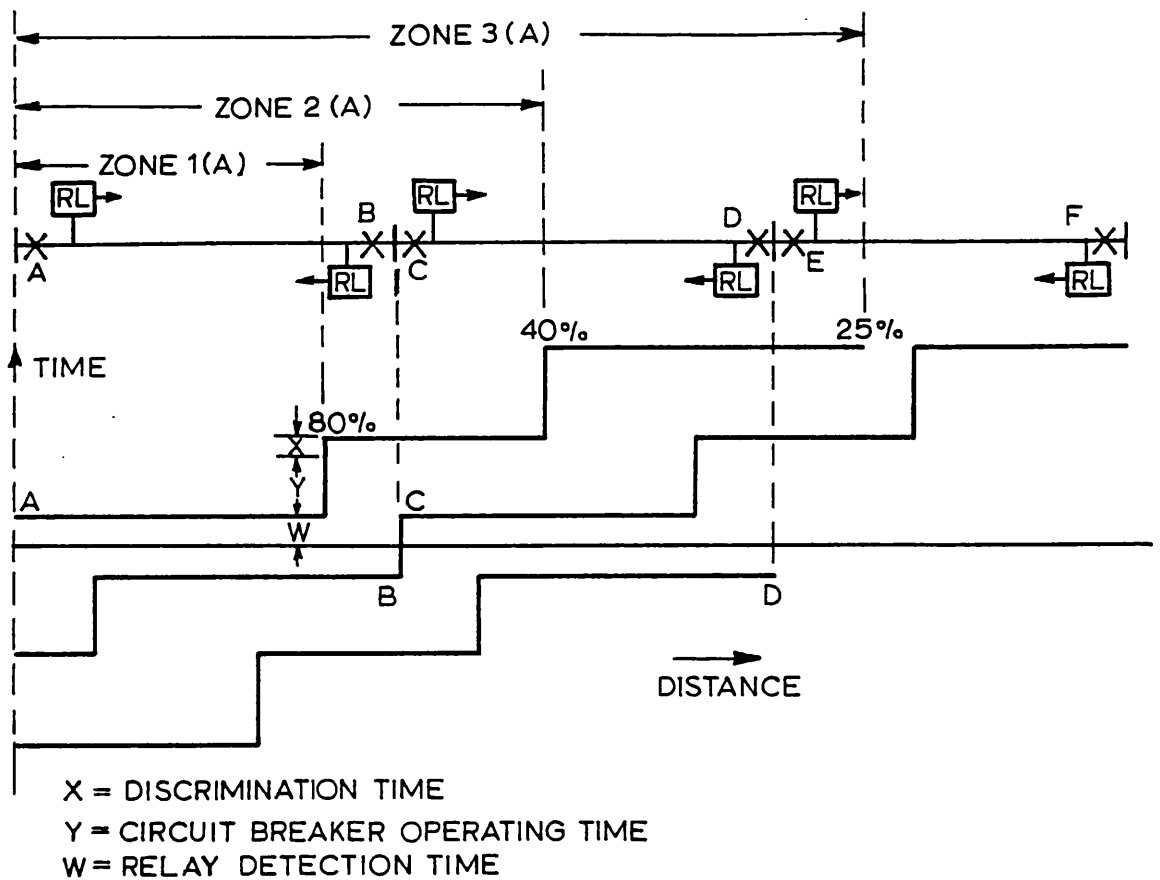 ZONE 3 (A)
ZONE 2 (A)
ZONE 1(A)
RL
RL
B
D
F
A
C
E
RL
RL
RL
40%
25%
TIME
80%
X
Y
A
C
W
B
D
DISTANCE
X = DISCRIMINATION TIME
Y = CIRCUIT BREAKER OPERATING TIME
W = RELAY DETECTION TIME